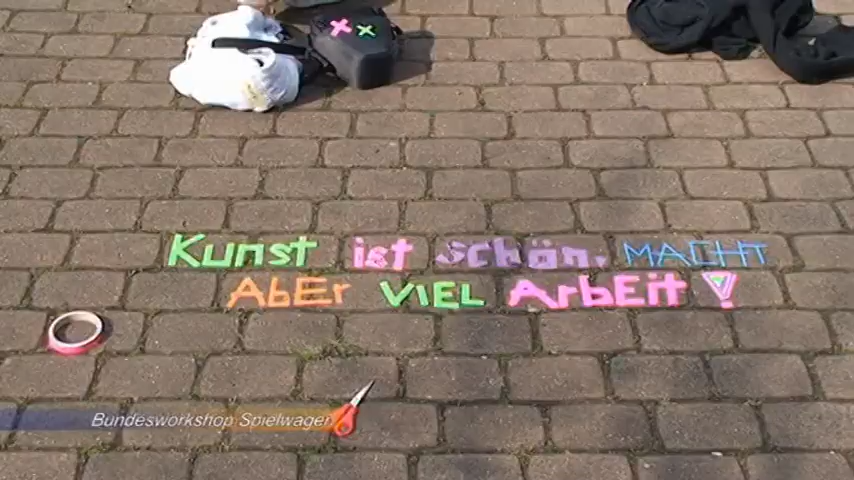 Kunst ist schön, MACHT
AbEr VIEL ArbEit!
Bundesworkshop Spielwagen